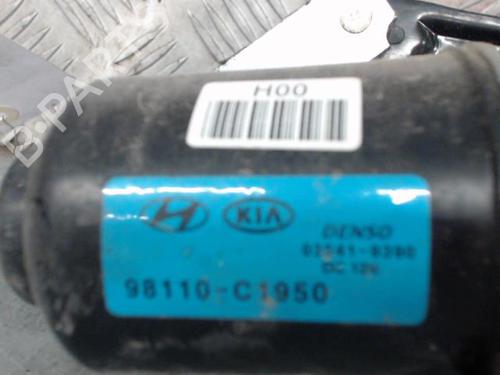 H00
B-PARTS
KIA
DENSO
DC 12V
98110-C1950